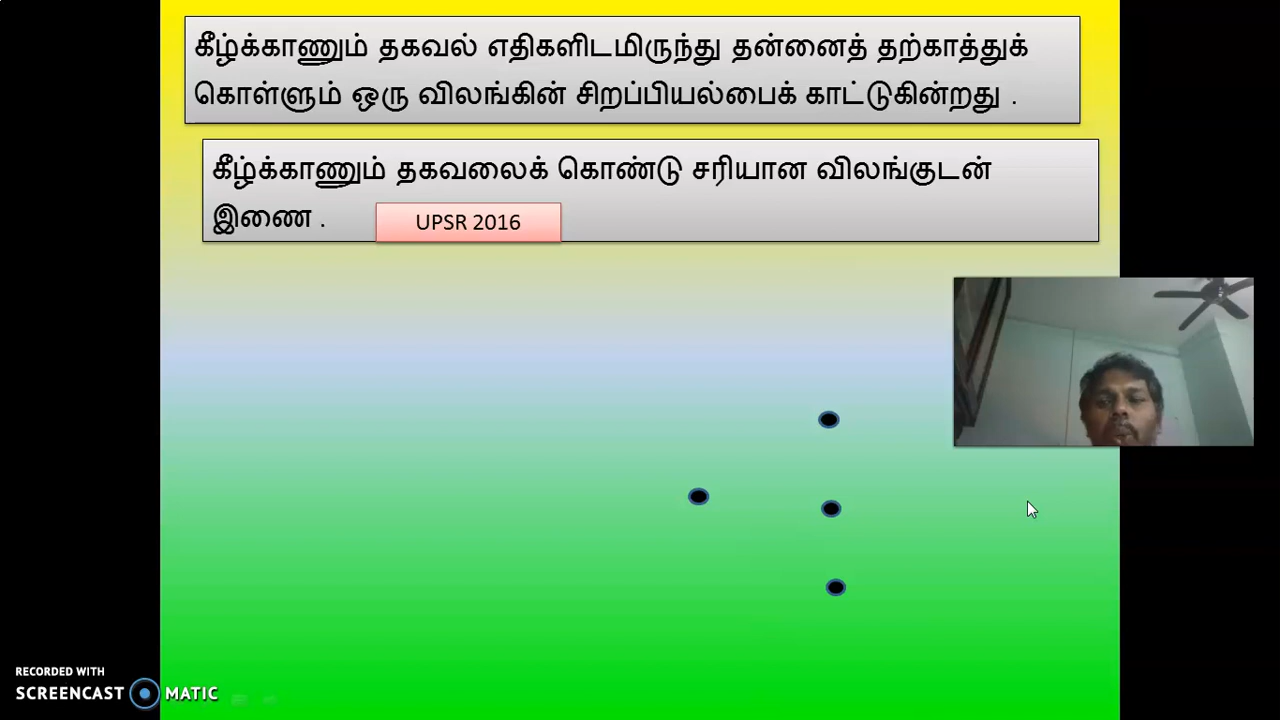 கீழ்க்காணும் தகவல் எதிகளிடமிருந்து தன்னைத் தற்காத்துக்
கொள்ளும் ஒரு விலங்கின் சிறப்பியல்பைக் காட்டுகின்றது .
கீழ்க்காணும் தகவலைக் கொண்டு சரியான விலங்குடன்
இணை .
UPSR 2016
RECORDED WITH
SCREENCAST MATIC